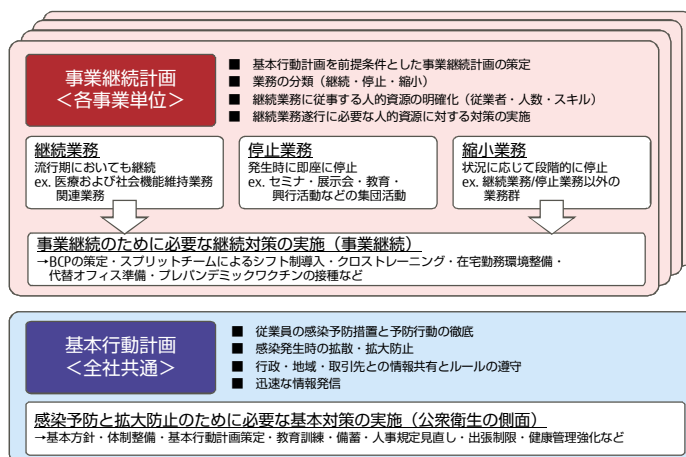 事業継続計画
＜各事業単位＞
■ 基本行動計画を前提条件とした事業継続計画の策定
■ 業務の分類（継続・停止・縮小）
■ 継続業務に従事する人的資源の明確化（従業者・人数・スキル）
■ 継続業務遂行に必要な人的資源に対する対策の実施
継続業務
流行期においても継続
ex. 医療および社会機能維持業務
関連業務
停止業務
発生時に即座に停止
ex. セミナ・展示会・教育・
興行活動などの集団活動
縮小業務
状況に応じて段階的に停止
ex. 継続業務/停止業務以外の
業務群
事業継続のために必要な継続対策の実施（事業継続）
→BCPの策定・スプリットチームによるシフト制導入・クロストレーニング・在宅勤務環境整備・
代替オフィス準備・プレパンデミックワクチンの接種など
基本行動計画
＜全社共通＞
■ 従業員の感染予防措置と予防行動の徹底
■ 感染発生時の拡散・拡大防止
■ 行政・地域・取引先との情報共有とルールの遵守
■ 迅速な情報発信
感染予防と拡大防止のために必要な基本対策の実施（公衆衛生の側面）
→基本方針・体制整備・基本行動計画策定・教育訓練・備蓄・人事規定見直し・出張制限・健康管理強化など